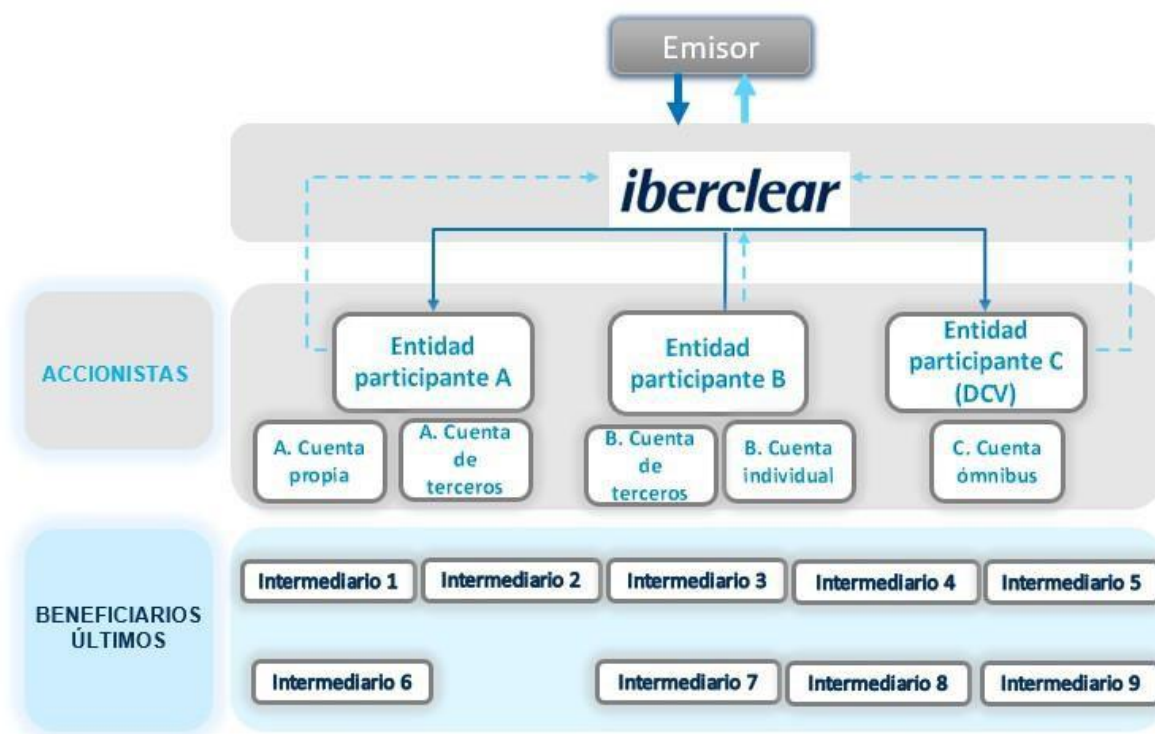 Emisor
iberclear
ACCIONISTAS
Entidad
participante A
Entidad
participante B
Entidad
participante C
(DCV)
A. Cuenta
propia
A. Cuenta
de
terceros
B. Cuenta
de
terceros
B. Cuenta
individual
C. Cuenta
ómnibus
BENEFICIARIOS
ÚLTIMOS
Intermediario 1
Intermediario 2
Intermediario 3
Intermediario 4
Intermediario 5
Intermediario 6
Intermediario 7
Intermediario 8
Intermediario 9